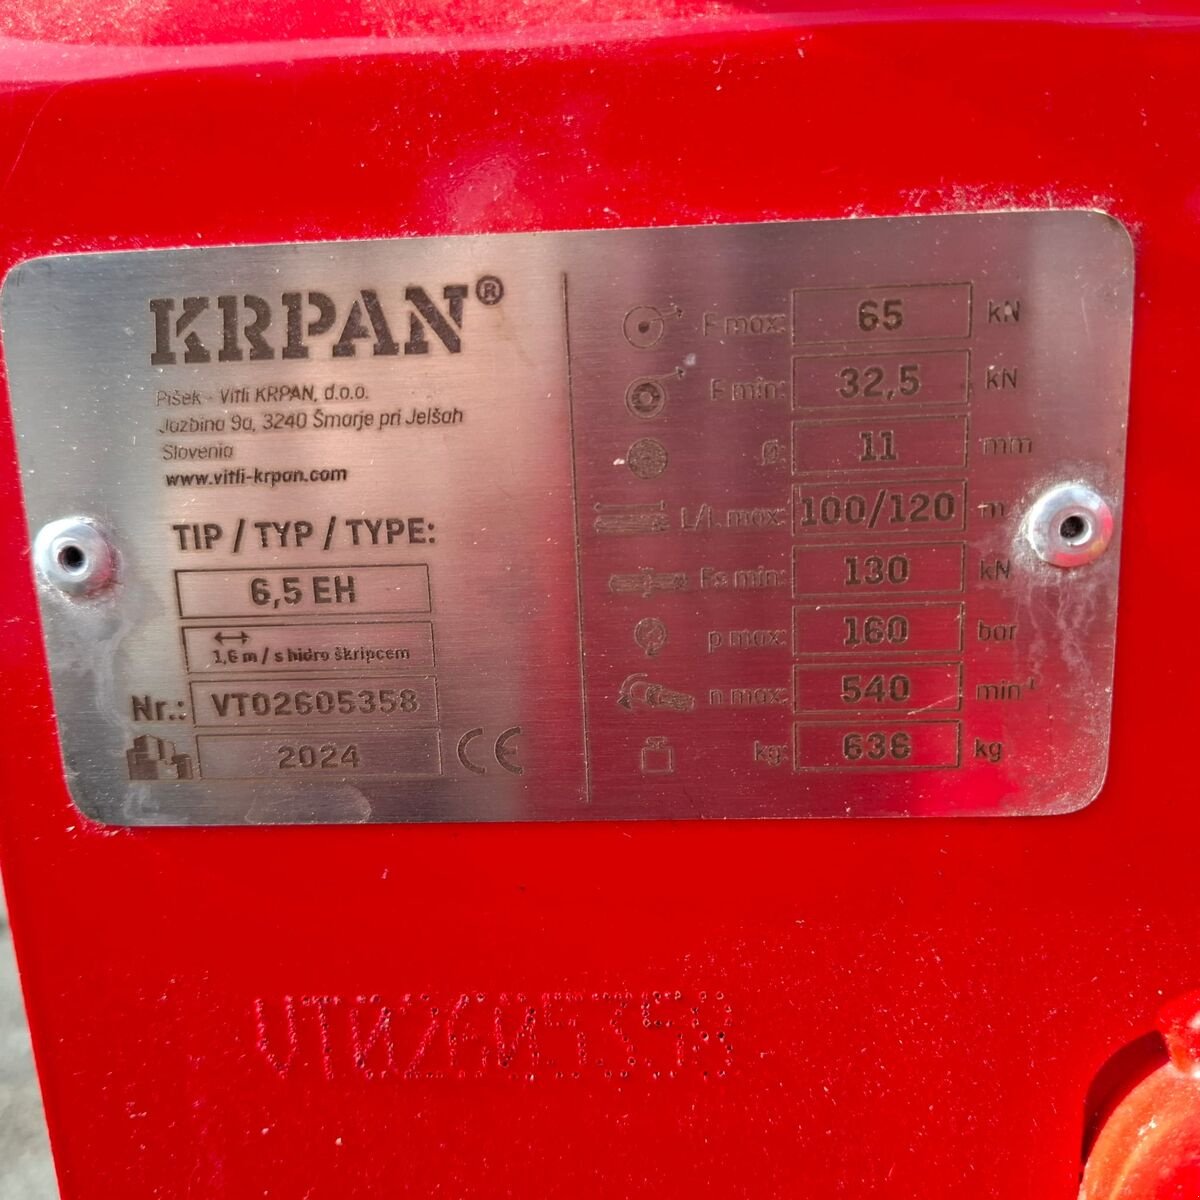 KRPAN®
Pišek - Vitli KRPAN, d.o.o.
Jazbina 9a, 3240 Šmarje pri Jelšah
Slovenia
www.vitli-krpan.com
TIP / TYP / TYPE:
6,5 EH
1,6 m / s hidro škripcem
Nr.: VT02605358
2024 CE
F max: 65 kN
F min: 32,5 kN
Ø: 11 mm
L/L max: 100/120 m
Fs min: 130 kN
p max: 160 bar
n max: 540 min⁻¹
kg: 636 kg
VT02605358